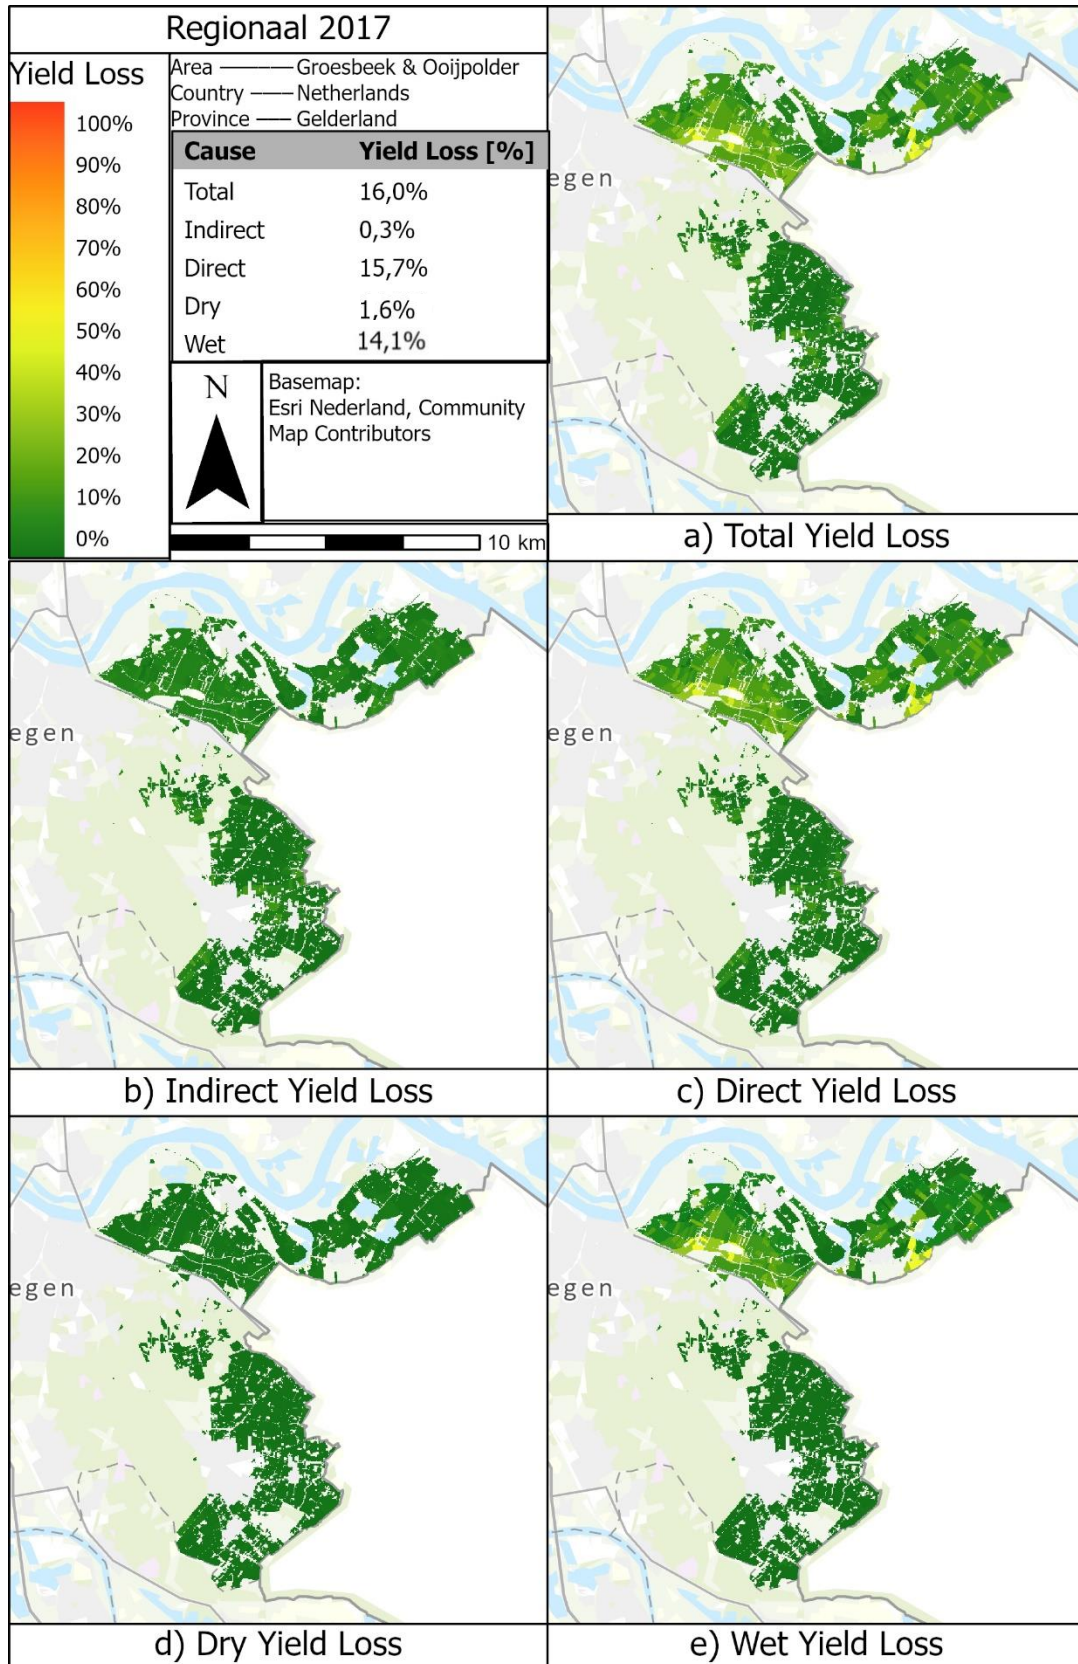 Regionaal 2017
Yield Loss
100%
90%
80%
70%
60%
50%
40%
30%
20%
10%
0%
Area Groesbeek & Ooijpolder
Country Netherlands
Province Gelderland
Cause Yield Loss [%]
Total 16,0%
Indirect 0,3%
Direct 15,7%
Dry 1,6%
Wet 14,1%
N
Basemap:
Esri Nederland, Community
Map Contributors
10 km
egen
a) Total Yield Loss
egen
b) Indirect Yield Loss
egen
c) Direct Yield Loss
egen
d) Dry Yield Loss
egen
e) Wet Yield Loss